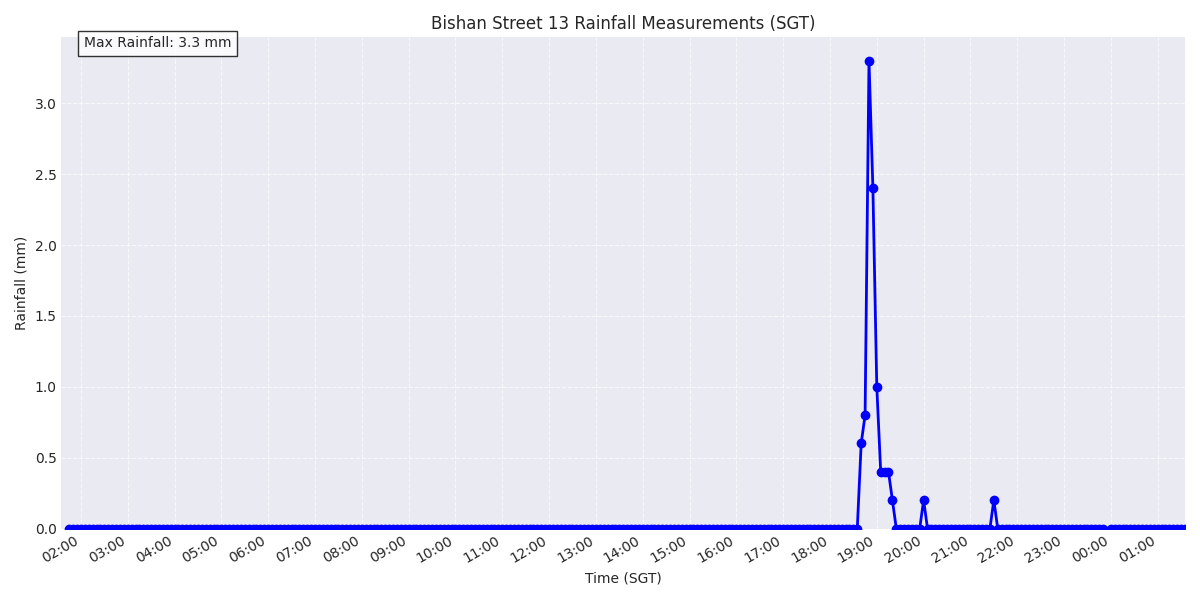 Bishan Street 13 Rainfall Measurements (SGT)
Max Rainfall: 3.3 mm
Rainfall (mm)
3.0
2.5
2.0
1.5
1.0
0.5
0.0
02:00 03:00 04:00 05:00 06:00 07:00 08:00 09:00 10:00 11:00 12:00 13:00 14:00 15:00 16:00 17:00 18:00 19:00 20:00 21:00 22:00 23:00 00:00 01:00
Time (SGT)